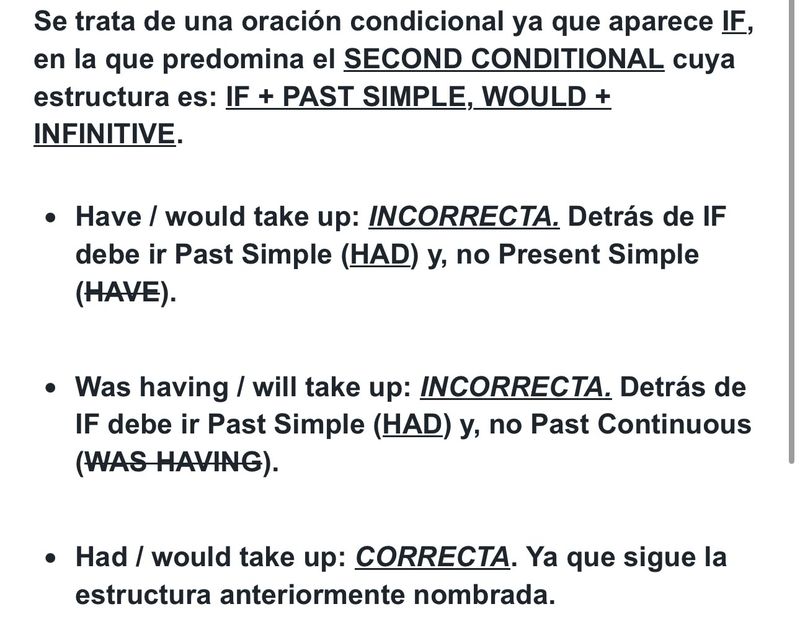 Se trata de una oración condicional ya que aparece IF,
en la que predomina el SECOND CONDITIONAL cuya
estructura es: IF + PAST SIMPLE, WOULD +
INFINITIVE.
• Have / would take up: INCORRECTA. Detrás de IF
debe ir Past Simple (HAD) y, no Present Simple
(HAVE).
• Was having / will take up: INCORRECTA. Detrás de
IF debe ir Past Simple (HAD) y, no Past Continuous
(WAS HAVING).
• Had / would take up: CORRECTA. Ya que sigue la
estructura anteriormente nombrada.